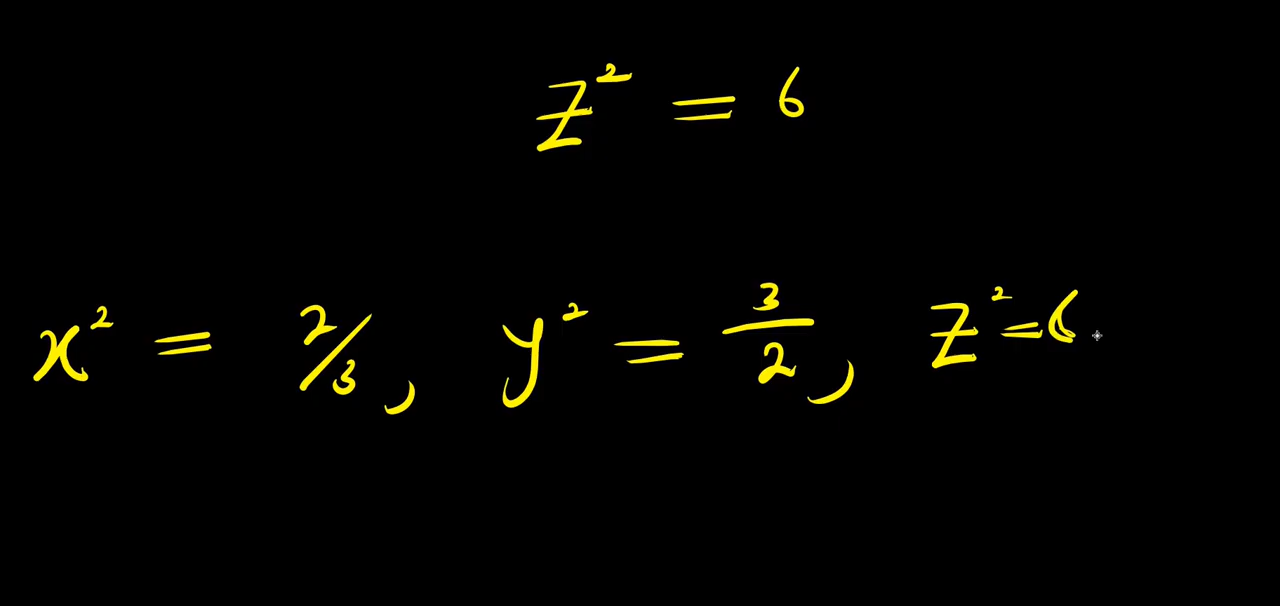 z² = 6
x² = 2/3, y² = 3/2, z² = 6